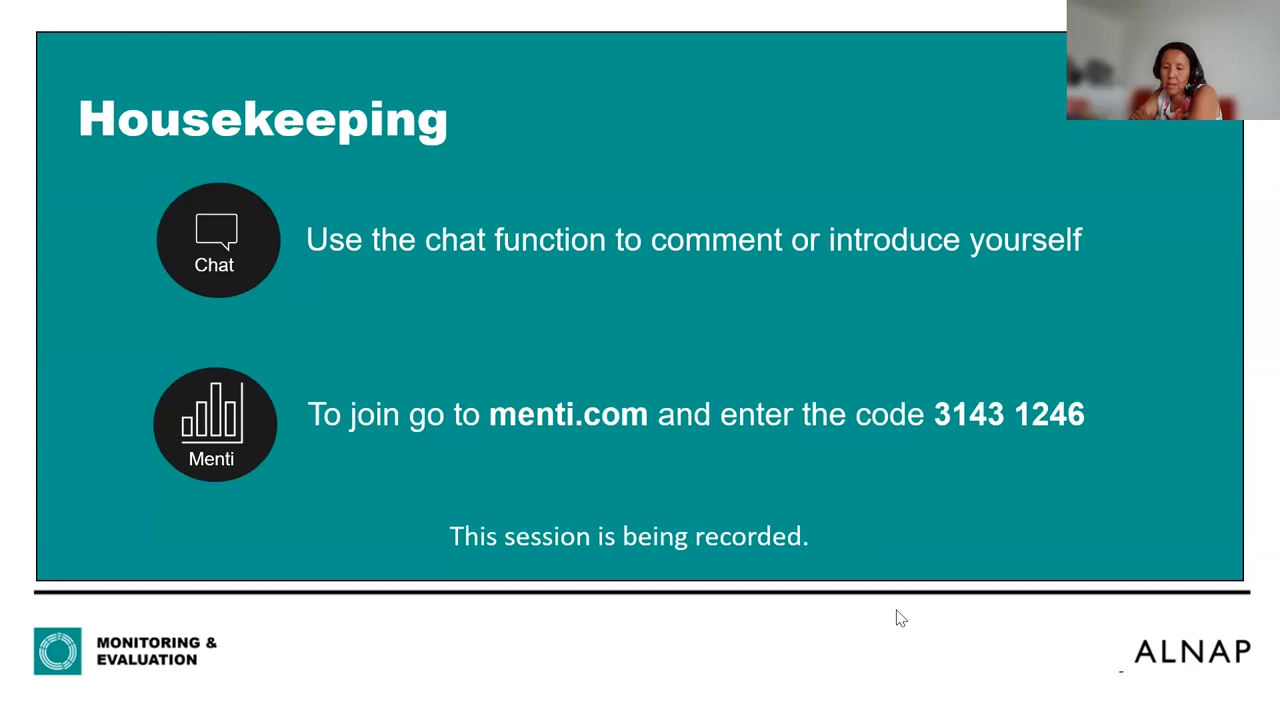 Housekeeping
Chat
Use the chat function to comment or introduce yourself
Menti
To join go to menti.com and enter the code 3143 1246
This session is being recorded.
MONITORING &
EVALUATION
ALNAP